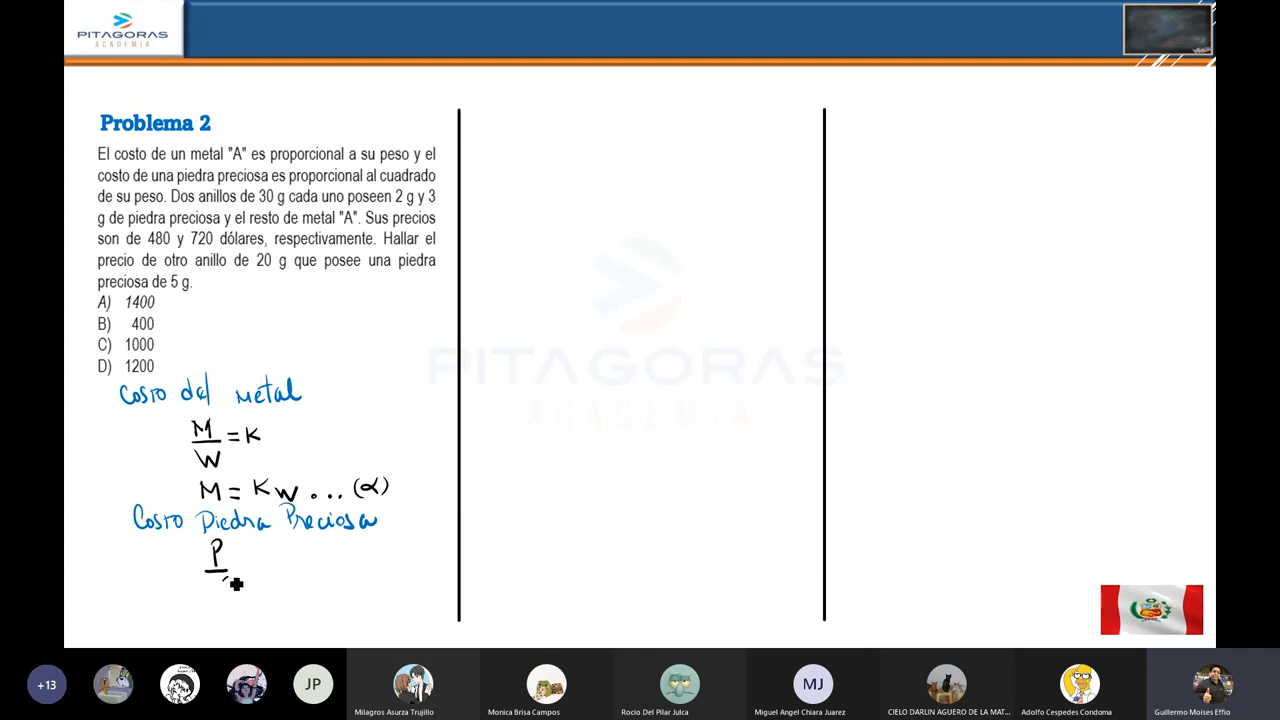 PITAGORAS
ACADEMIA
Problema 2
El costo de un metal "A" es proporcional a su peso y el
costo de una piedra preciosa es proporcional al cuadrado
de su peso. Dos anillos de 30 g cada uno poseen 2 g y 3
g de piedra preciosa y el resto de metal "A". Sus precios
son de 480 y 720 dólares, respectivamente. Hallar el
precio de otro anillo de 20 g que posee una piedra
preciosa de 5 g.
A) 1400
B) 400
C) 1000
D) 1200
Costo del metal
M
— = K
W
M = K W ... (α)
Costo Piedra Preciosa
P
PITAGORAS
ACADEMIA
+13
JP
MJ
Milagros Asurza Trujillo
Monica Brisa Campos
Rocio Del Pilar Julca
Miguel Angel Chiara Juarez
CIELO DARLIN AGUERO DE LA MAT...
Adolfo Cespedes Condoma
Guillermo Moises Effio